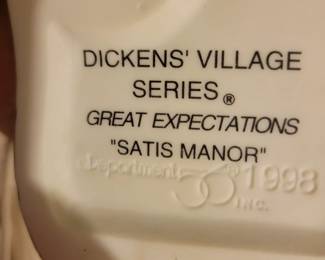 DICKENS' VILLAGE
SERIES®
GREAT EXPECTATIONS
"SATIS MANOR"
Department 56 ® 1998
INC.